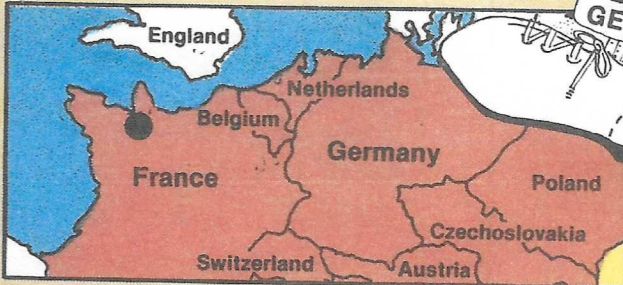 GE
England
Netherlands
Belgium
Germany
France
Poland
Czechoslovakia
Switzerland
Austria